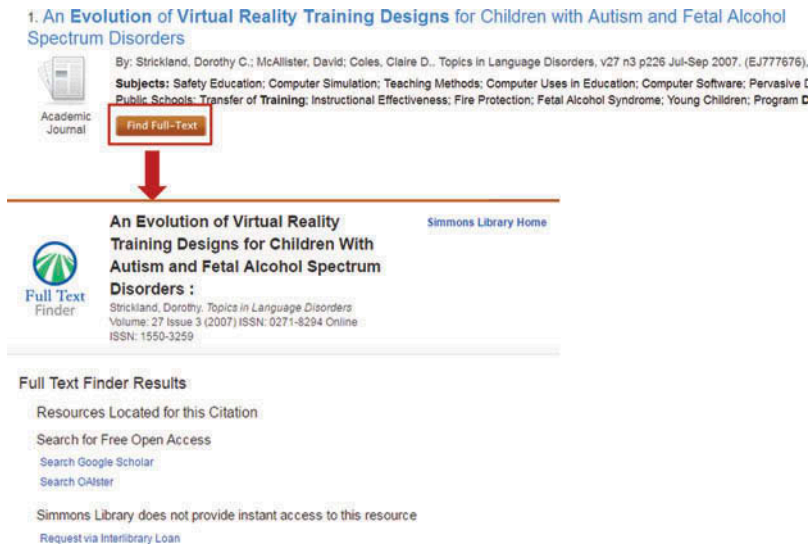 1. An Evolution of Virtual Reality Training Designs for Children with Autism and Fetal Alcohol
Spectrum Disorders
By: Strickland, Dorothy C.; McAllister, David; Coles, Claire D.. Topics in Language Disorders, v27 n3 p226 Jul-Sep 2007. (EJ777676),
Subjects: Safety Education; Computer Simulation; Teaching Methods; Computer Uses in Education; Computer Software; Pervasive D
Public Schools; Transfer of Training; Instructional Effectiveness; Fire Protection; Fetal Alcohol Syndrome; Young Children; Program D
Academic
Journal
Find Full-Text
An Evolution of Virtual Reality
Training Designs for Children With
Autism and Fetal Alcohol Spectrum
Disorders :
Strickland, Dorothy. Topics in Language Disorders
Volume: 27 Issue 3 (2007) ISSN: 0271-8294 Online
ISSN: 1550-3259
Simmons Library Home
Full Text
Finder
Full Text Finder Results
Resources Located for this Citation
Search for Free Open Access
Search Google Scholar
Search OAIster
Simmons Library does not provide instant access to this resource
Request via Interlibrary Loan